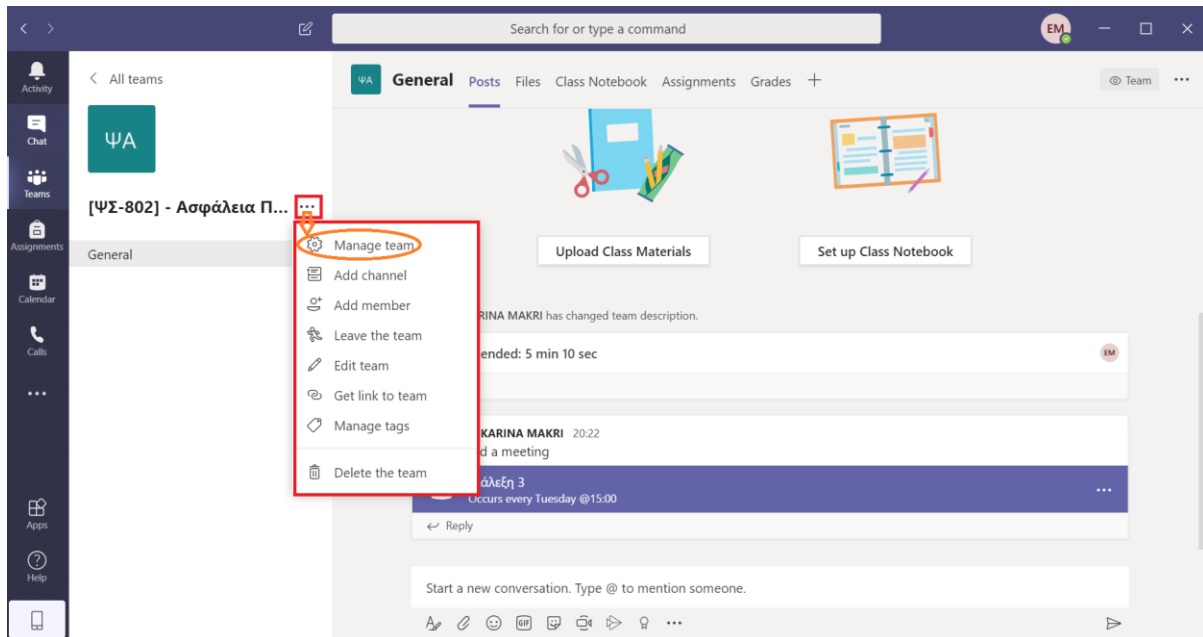 Search for or type a command
EM
Activity
Chat
Teams
Assignments
Calendar
Calls
Apps
Help
All teams
ΨΑ
[ΨΣ-802] - Ασφάλεια Π... ...
General
Manage team
Add channel
Add member
Leave the team
Edit team
Get link to team
Manage tags
Delete the team
ΨΑ General Posts Files Class Notebook Assignments Grades +
Team ...
Upload Class Materials
Set up Class Notebook
RINA MAKRI has changed team description.
ended: 5 min 10 sec
EM
KARINA MAKRI 20:22
d a meeting
άλεξη 3
Occurs every Tuesday @15:00
Reply
Start a new conversation. Type @ to mention someone.
GIF